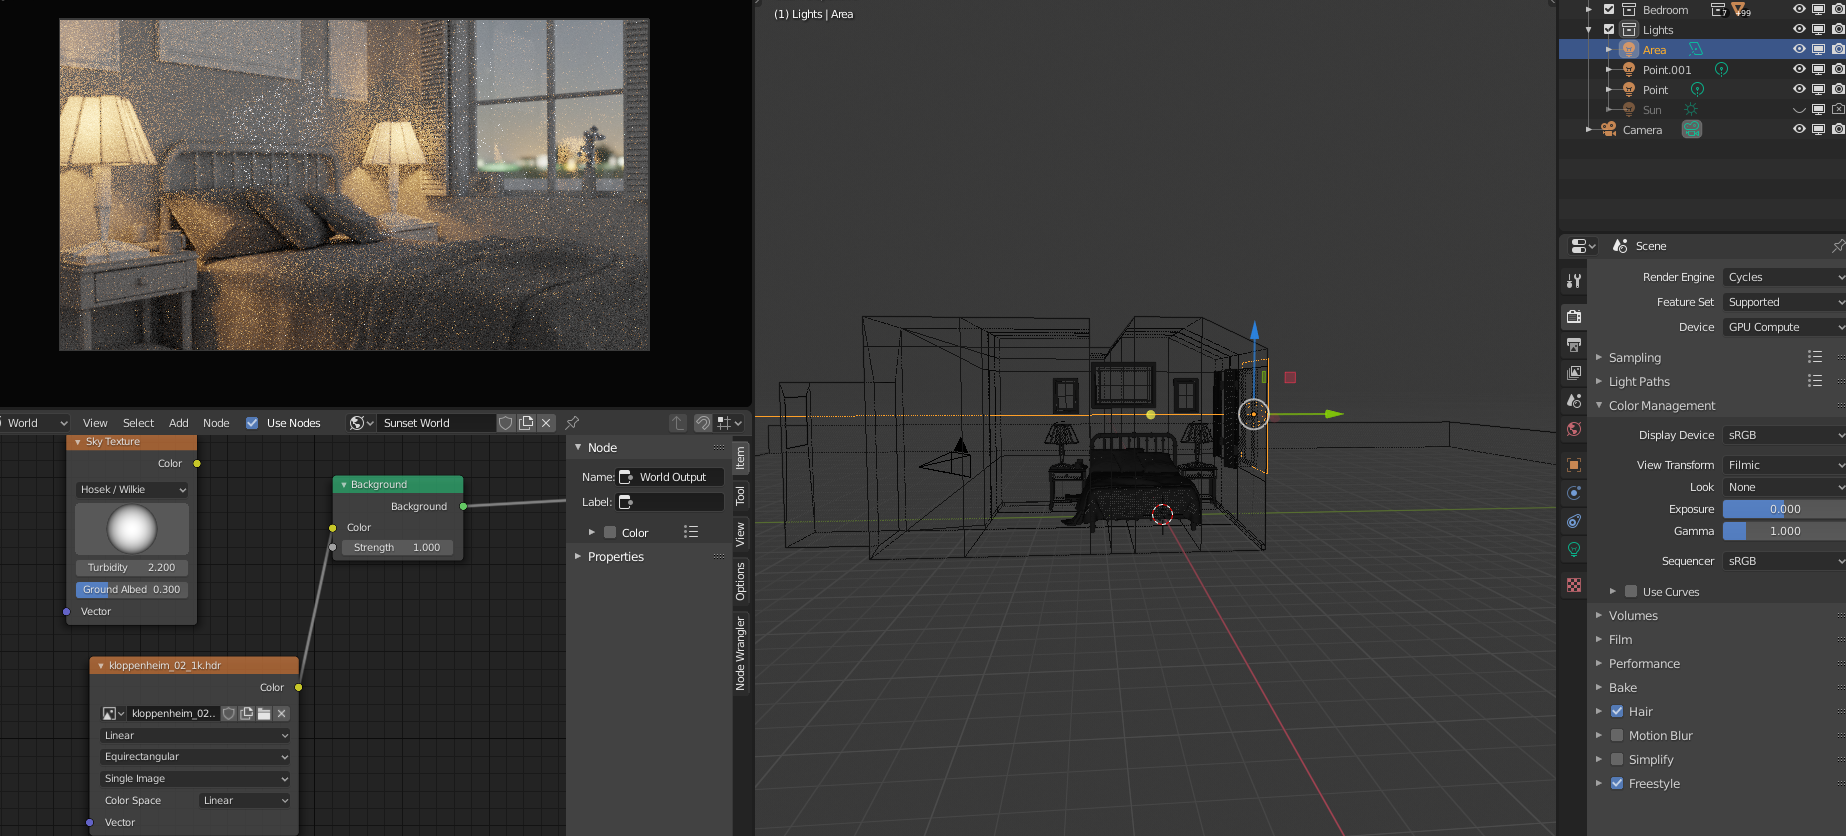 (1) Lights | Area
World
View
Select
Add
Node
Use Nodes
Sunset World
Sky Texture
Color
Hosek / Wilkie
Turbidity 2.200
Ground Albed 0.300
Vector
Background
Background
Color
Strength 1.000
kloppenheim_02_1k.hdr
Color
kloppenheim_02..
Linear
Equirectangular
Single Image
Color Space Linear
Vector
Node
Name: World Output
Label:
Color
Properties
Item
Tool
View
Options
Node Wrangler
Bedroom 7 99
Lights
Area
Point.001
Point
Sun
Camera
Scene
Render Engine Cycles
Feature Set Supported
Device GPU Compute
Sampling
Light Paths
Color Management
Display Device sRGB
View Transform Filmic
Look None
Exposure 0.000
Gamma 1.000
Sequencer sRGB
Use Curves
Volumes
Film
Performance
Bake
Hair
Motion Blur
Simplify
Freestyle